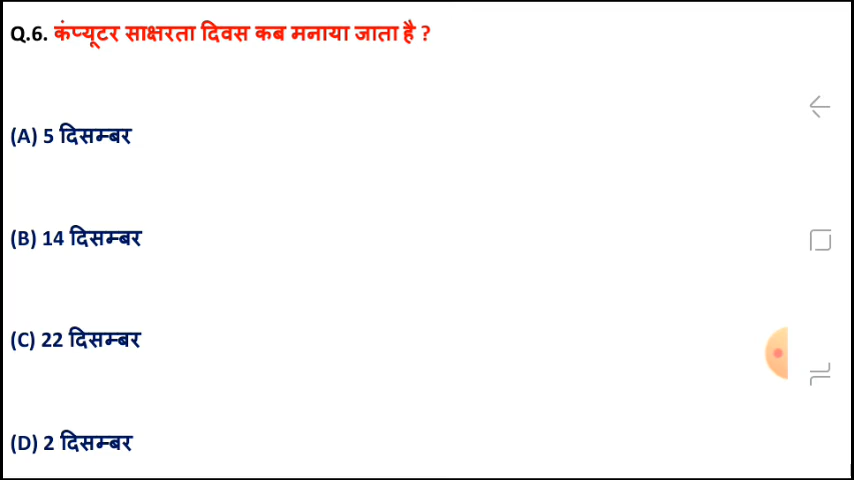 Q.6. कंप्यूटर साक्षरता दिवस कब मनाया जाता है ?
(A) 5 दिसम्बर
(B) 14 दिसम्बर
(C) 22 दिसम्बर
(D) 2 दिसम्बर